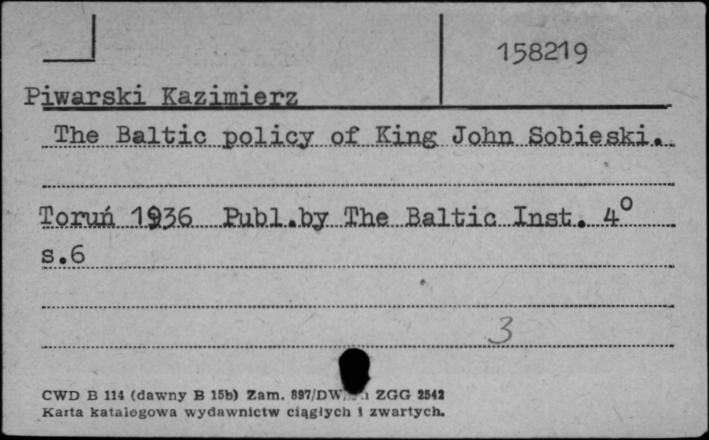 158219
Piwarski Kazimierz
The Baltic policy of King John Sobieski.
Toruń 1936 Publ.by The Baltic Inst. 4°
s.6
3
CWD B 114 (dawny B 15b) Zam. 897/DW ZGG 2542
Karta katalogowa wydawnictw ciągłych i zwartych.